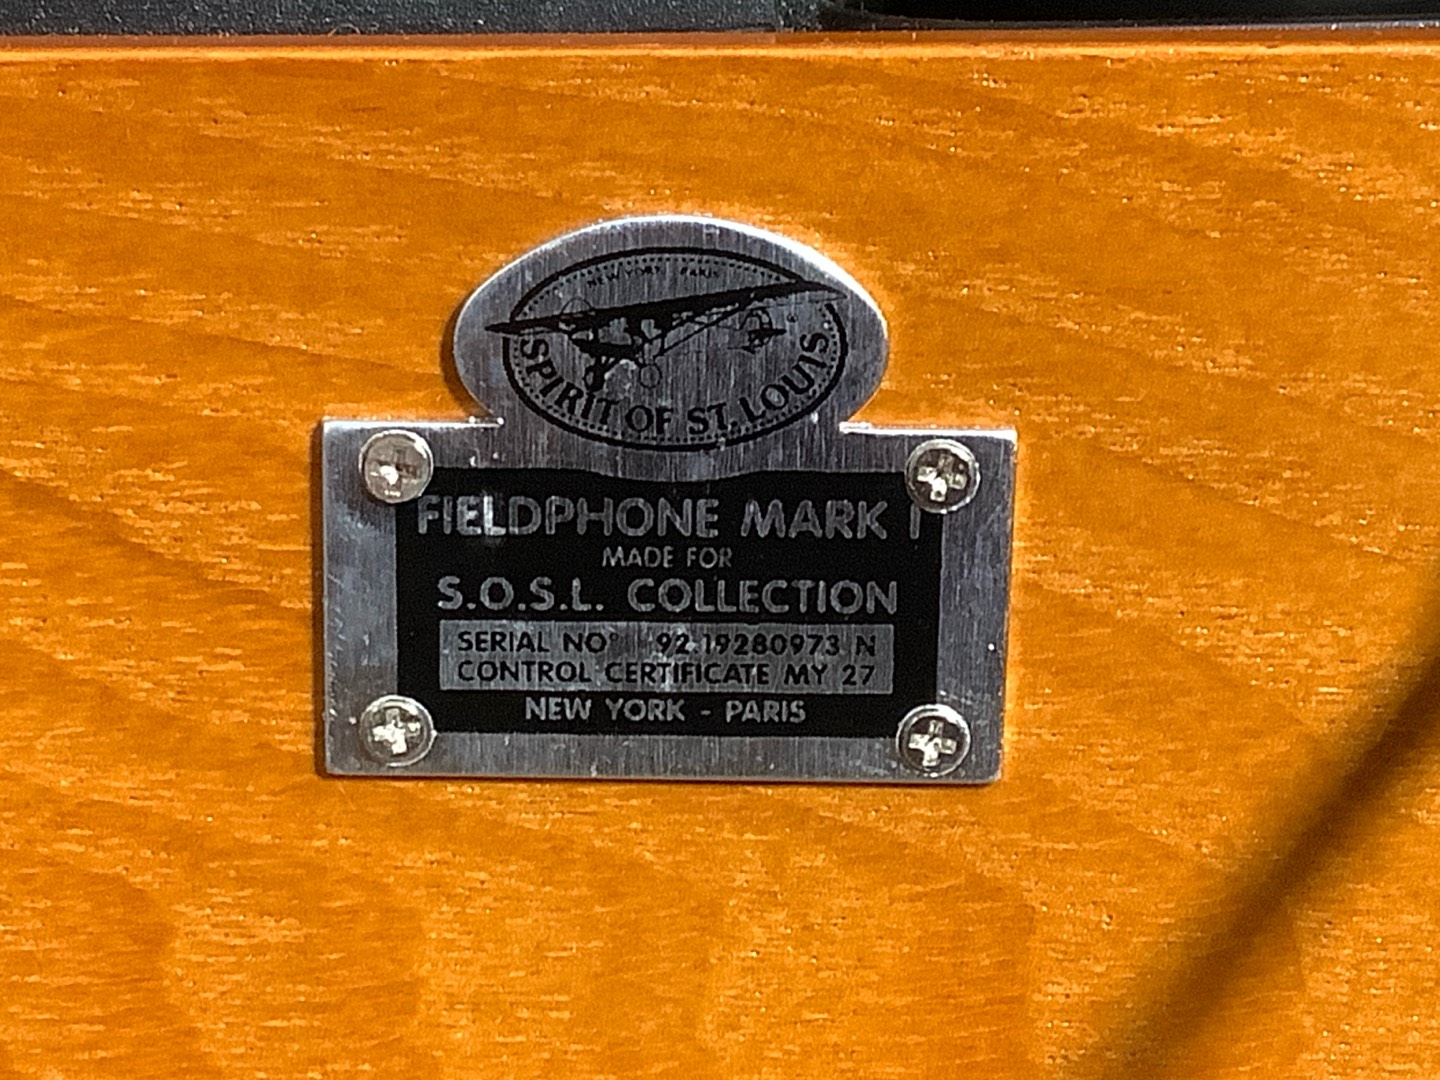 NEW YORK PARIS
SPIRIT OF ST. LOUIS
FIELDPHONE MARK I
MADE FOR
S.O.S.L. COLLECTION
SERIAL NO° 92.19280973 N
CONTROL CERTIFICATE MY 27
NEW YORK - PARIS